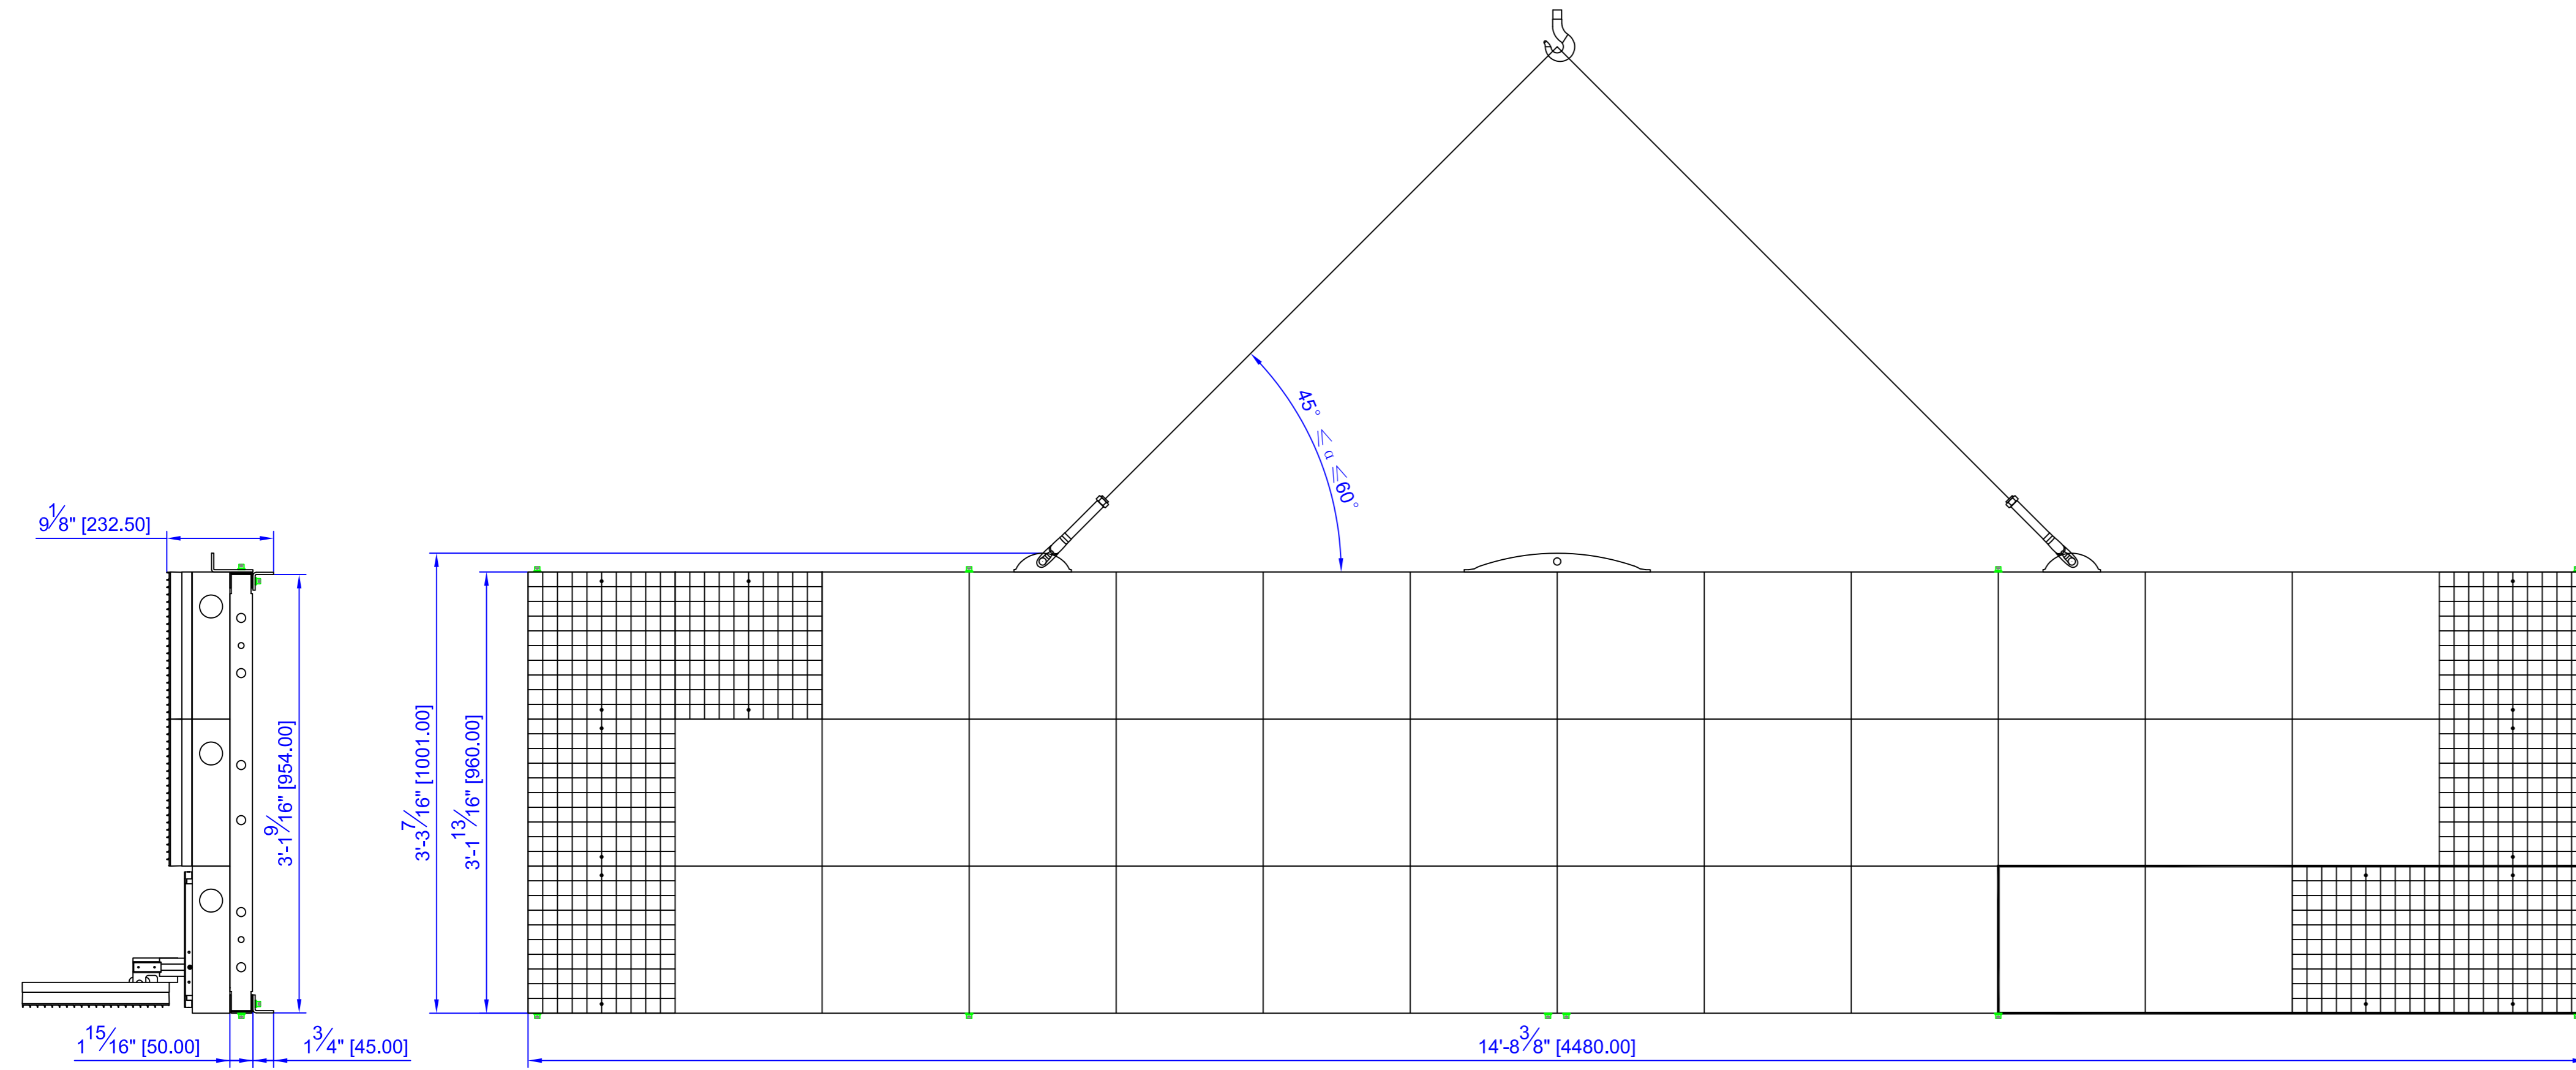 45° ≤ α ≤60°
9 1/8" [232.50]
3'-1 9/16" [954.00]
3'-3 7/16" [1001.00]
3'-1 13/16" [960.00]
1 15/16" [50.00]
1 3/4" [45.00]
14'-8 3/8" [4480.00]